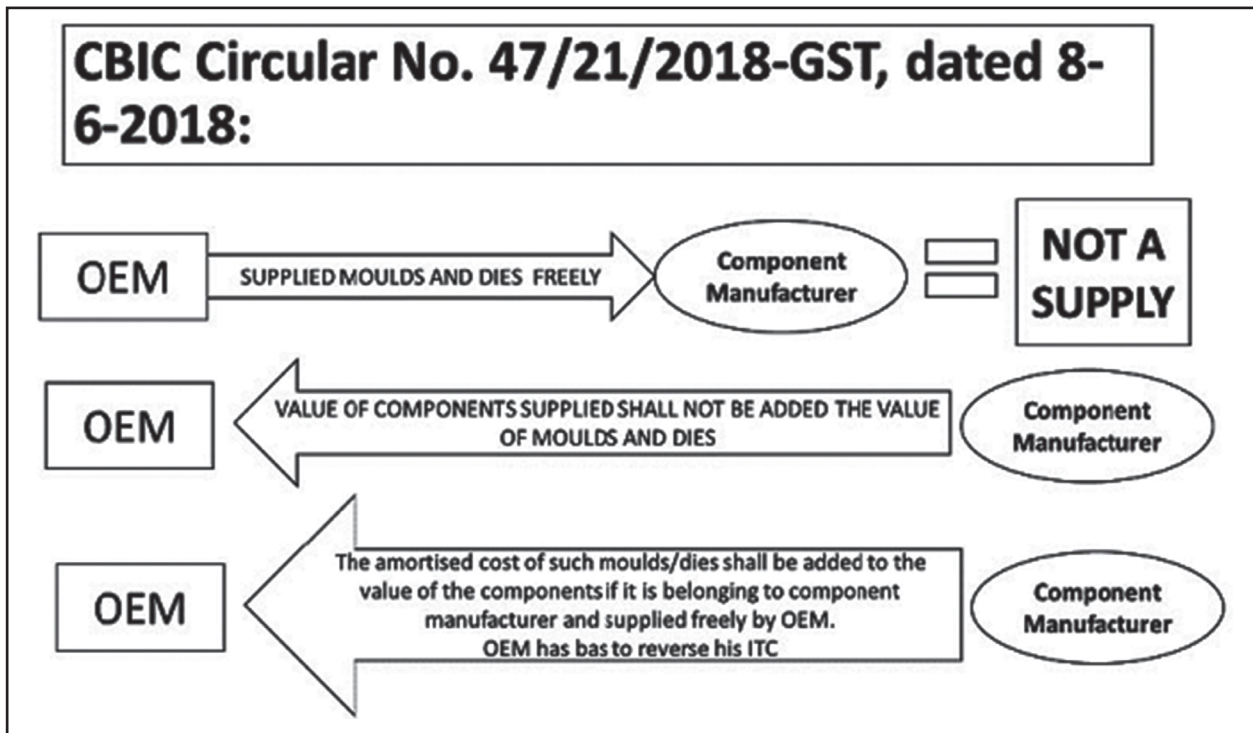 CBIC Circular No. 47/21/2018-GST, dated 8-
6-2018:
OEM
SUPPLIED MOULDS AND DIES FREELY
Component
Manufacturer
NOT A
SUPPLY
OEM
VALUE OF COMPONENTS SUPPLIED SHALL NOT BE ADDED THE VALUE
OF MOULDS AND DIES
Component
Manufacturer
OEM
The amortised cost of such moulds/dies shall be added to the
value of the components if it is belonging to component
manufacturer and supplied freely by OEM.
OEM has bas to reverse his ITC
Component
Manufacturer